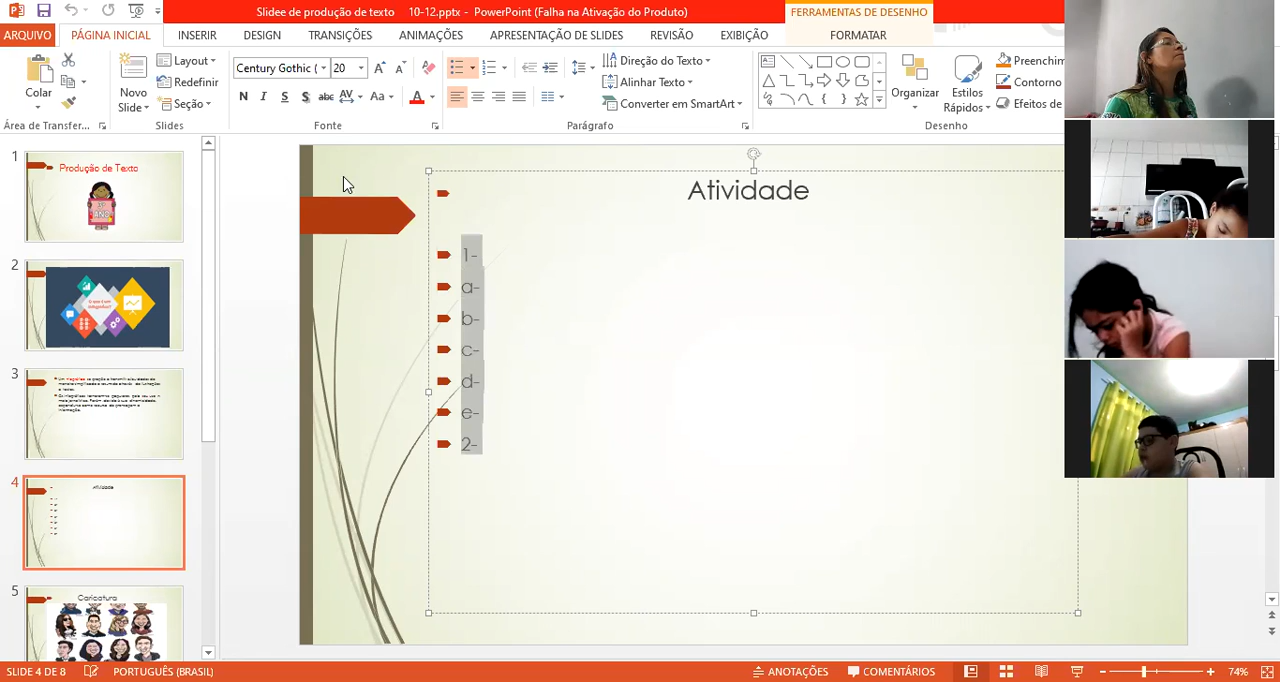 Slidee de produção de texto 10-12.pptx - PowerPoint (Falha na Ativação do Produto)
FERRAMENTAS DE DESENHO
ARQUIVO PÁGINA INICIAL INSERIR DESIGN TRANSIÇÕES ANIMAÇÕES APRESENTAÇÃO DE SLIDES REVISÃO EXIBIÇÃO FORMATAR
Colar
Novo Slide
Layout
Redefinir
Seção
Century Gothic ( 20
N I S S abc AV Aa A
Direção do Texto
Alinhar Texto
Converter em SmartArt
Organizar
Estilos Rápidos
Preenchim
Contorno
Efeitos de
Área de Transfer... Slides Fonte Parágrafo Desenho
1
Produção de Texto
2
3
4
Atividade
5
Caricatura
Atividade
1-
a-
b-
c-
d-
e-
2-
SLIDE 4 DE 8 PORTUGUÊS (BRASIL) ANOTAÇÕES COMENTÁRIOS 74%